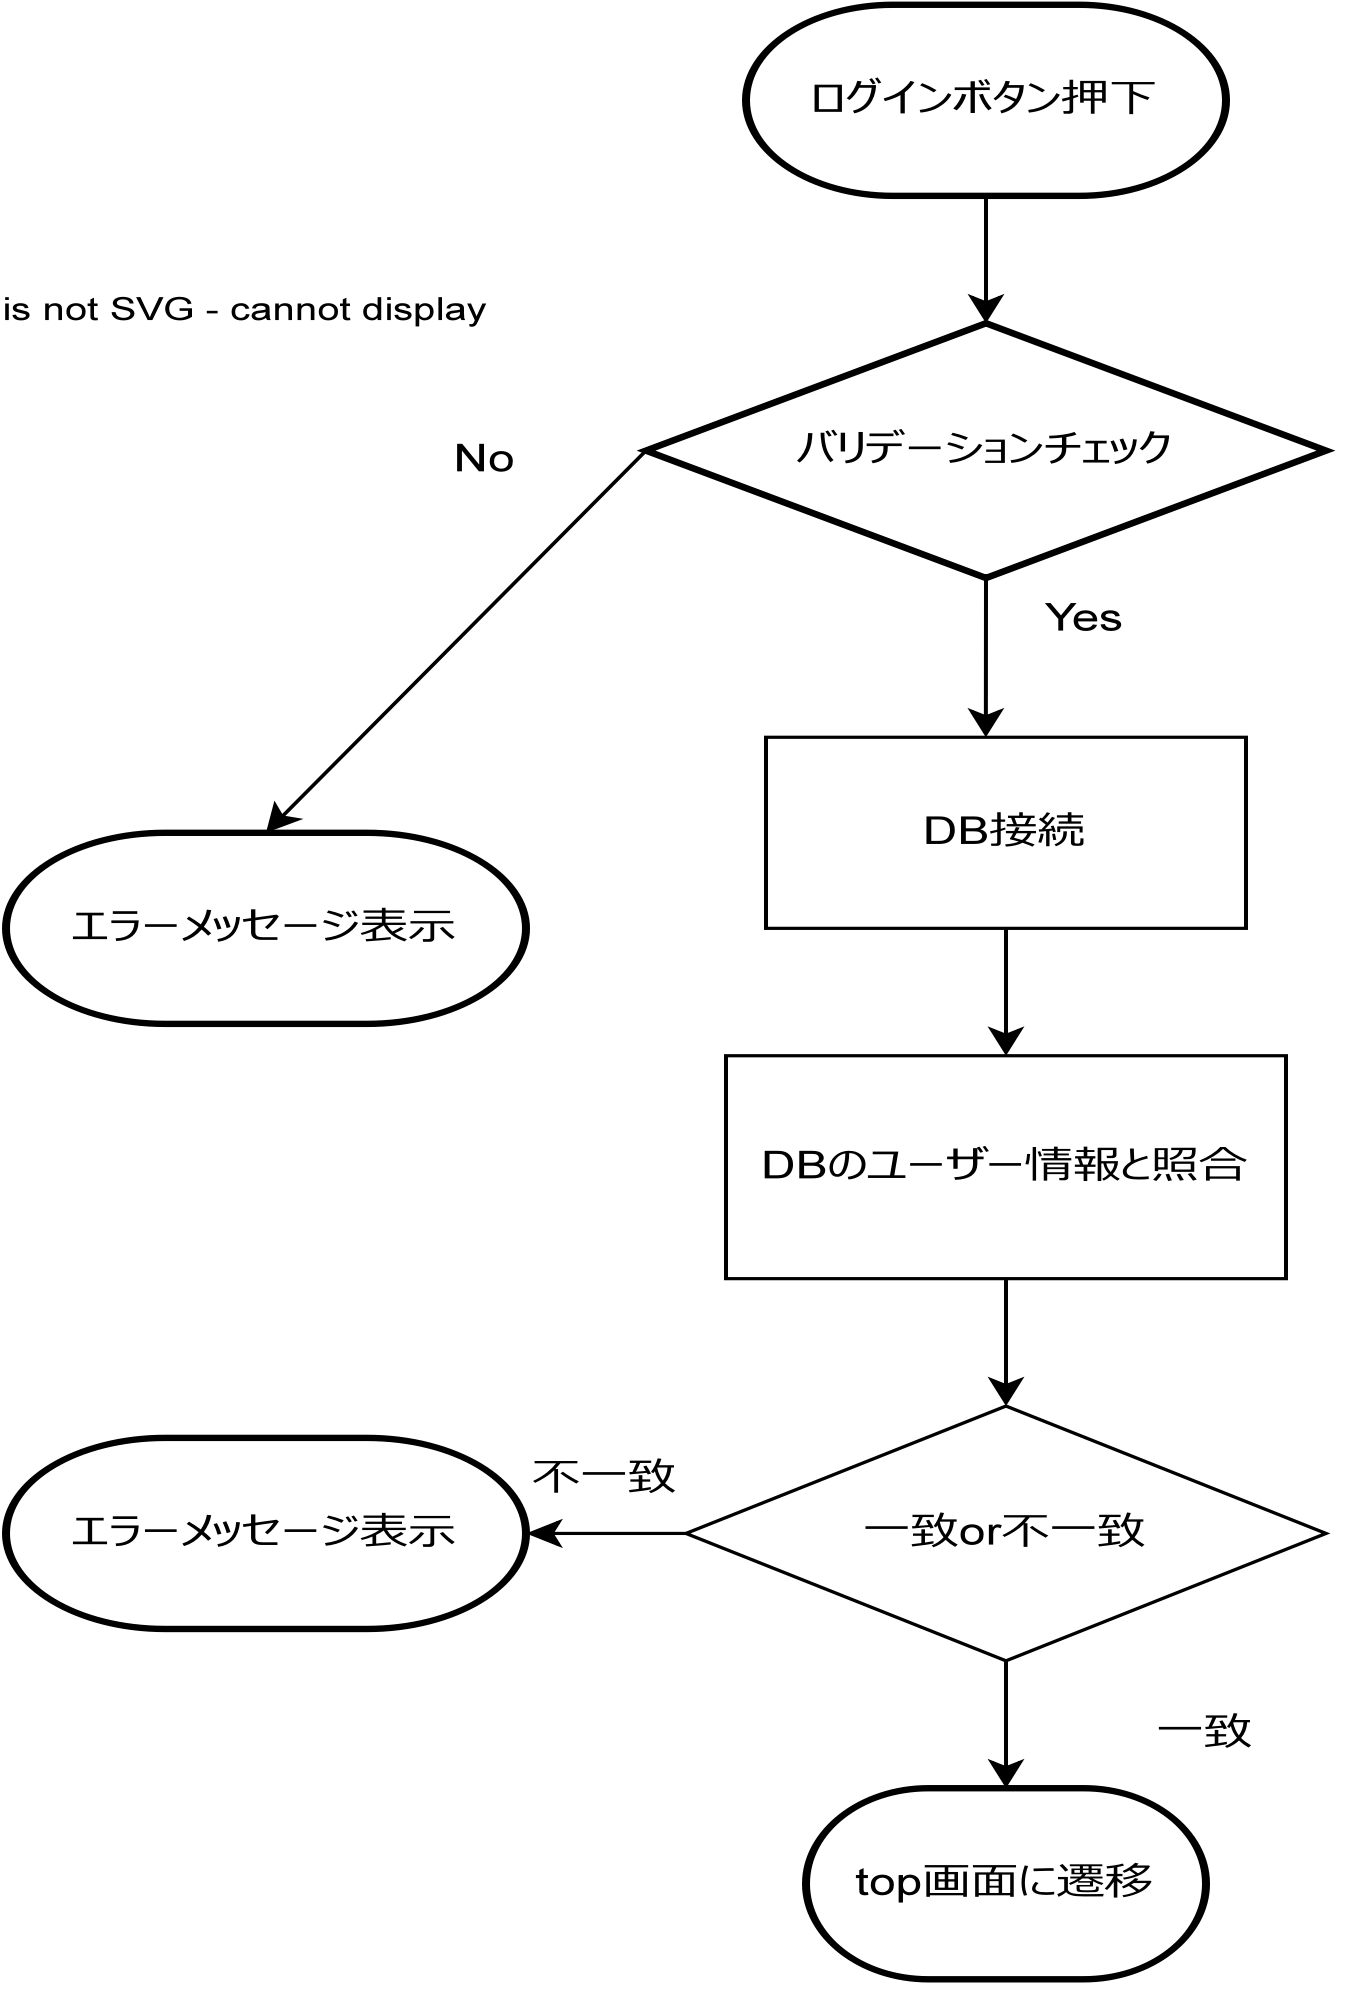 ログインボタン押下
is not SVG - cannot display
バリデーションチェック
No
Yes
DB接続
エラーメッセージ表示
DBのユーザー情報と照合
不一致
エラーメッセージ表示
一致or不一致
一致
top画面に遷移